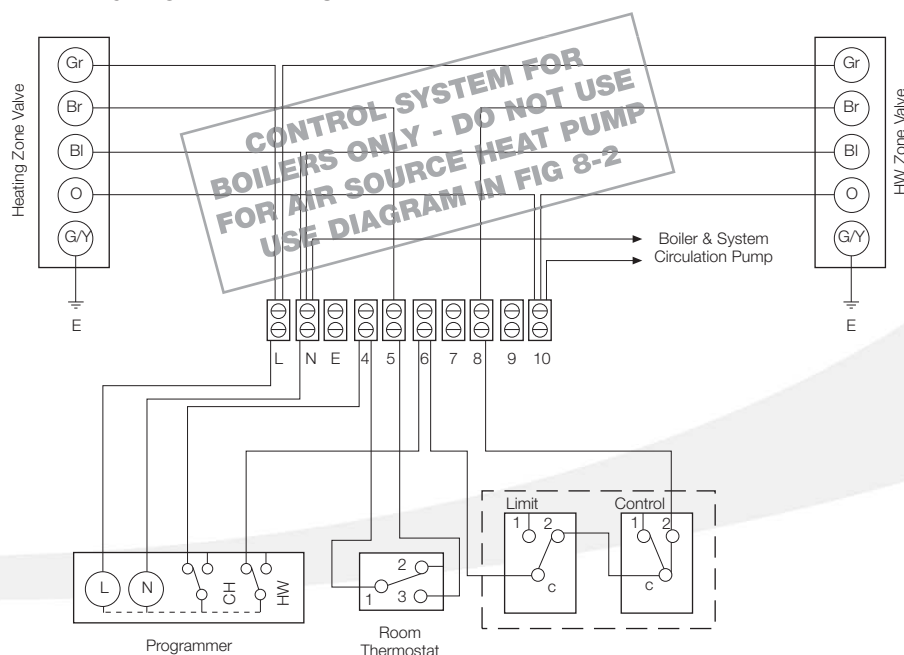 Heating Zone Valve
Gr
Br
Bl
O
G/Y
E
CONTROL SYSTEM FOR
BOILERS ONLY - DO NOT USE
FOR AIR SOURCE HEAT PUMP
USE DIAGRAM IN FIG 8-2
Boiler & System
Circulation Pump
Gr
Br
Bl
O
G/Y
E
HW Zone Valve
L N E 4 5 6 7 8 9 10
L N CH HW
Programmer
1 2 3
Room
Thermostat
Limit
1 2
C
Control
1 2
C